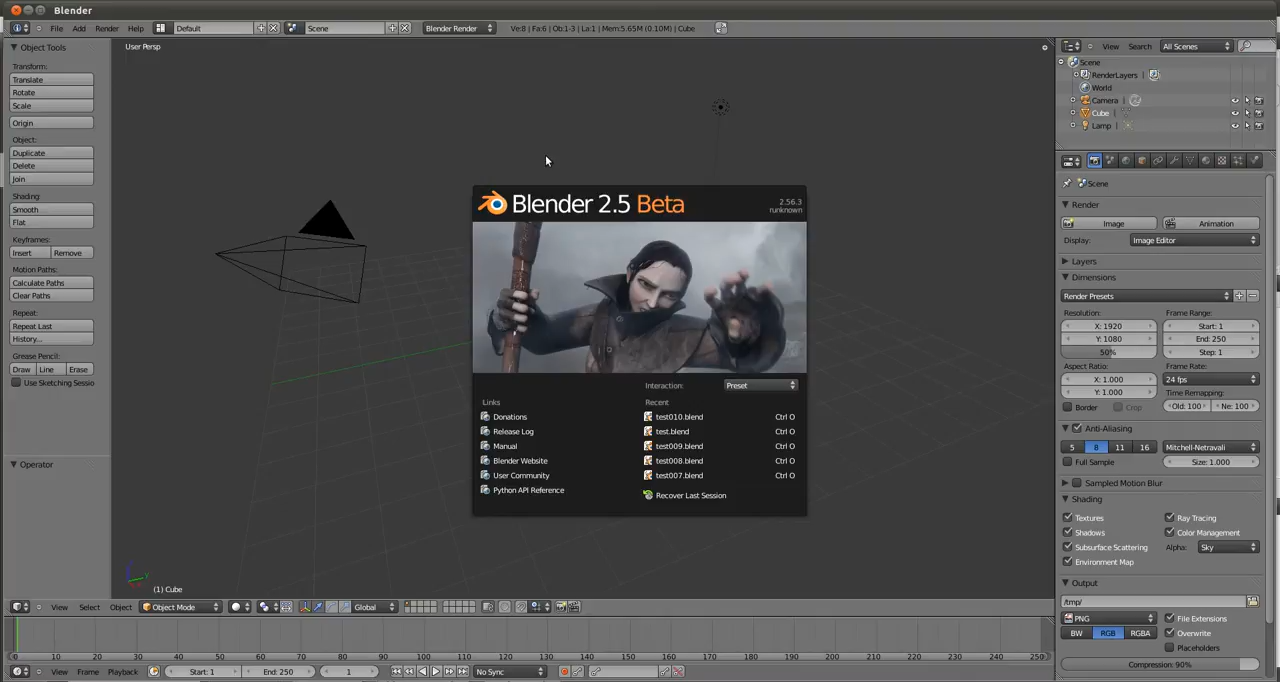 Blender
File Add Render Help Default Scene Blender Render Ve:8 | Fa:6 | Ob:1-3 | La:1 | Mem:5.65M (0.10M) | Cube
Object Tools
Transform:
Translate
Rotate
Scale
Origin
Object:
Duplicate
Delete
Join
Shading:
Smooth
Flat
Keyframes:
Insert Remove
Motion Paths:
Calculate Paths
Clear Paths
Repeat:
Repeat Last
History...
Grease Pencil:
Draw Line Erase
Use Sketching Sessio
Operator
User Persp
Blender 2.5 Beta
2.56.3
runknown
Interaction: Preset
Links
Donations
Release Log
Manual
Blender Website
User Community
Python API Reference
Recent
test010.blend Ctrl O
test.blend Ctrl O
test009.blend Ctrl O
test008.blend Ctrl O
test007.blend Ctrl O
Recover Last Session
(1) Cube
View Select Object Object Mode Global
0 10 20 30 40 50 60 70 80 90 100 110 120 130 140 150 160 170 180 190 200 210 220 230 240 250
View Frame Playback Start: 1 End: 250 1 No Sync
View Search All Scenes
Scene
RenderLayers
World
Camera
Cube
Lamp
Scene
Render
Image Animation
Display: Image Editor
Layers
Dimensions
Render Presets
Resolution: Frame Range:
X: 1920 Start: 1
Y: 1080 End: 250
50% Step: 1
Aspect Ratio: Frame Rate:
X: 1.000 24 fps
Y: 1.000 Time Remapping:
Border Crop Old: 100 Ne: 100
Anti-Aliasing
5 8 11 16 Mitchell-Netravali
Full Sample Size: 1.000
Sampled Motion Blur
Shading
Textures Ray Tracing
Shadows Color Management
Subsurface Scattering Alpha: Sky
Environment Map
Output
/tmp/
PNG File Extensions
BW RGB RGBA Overwrite
Placeholders
Compression: 90%